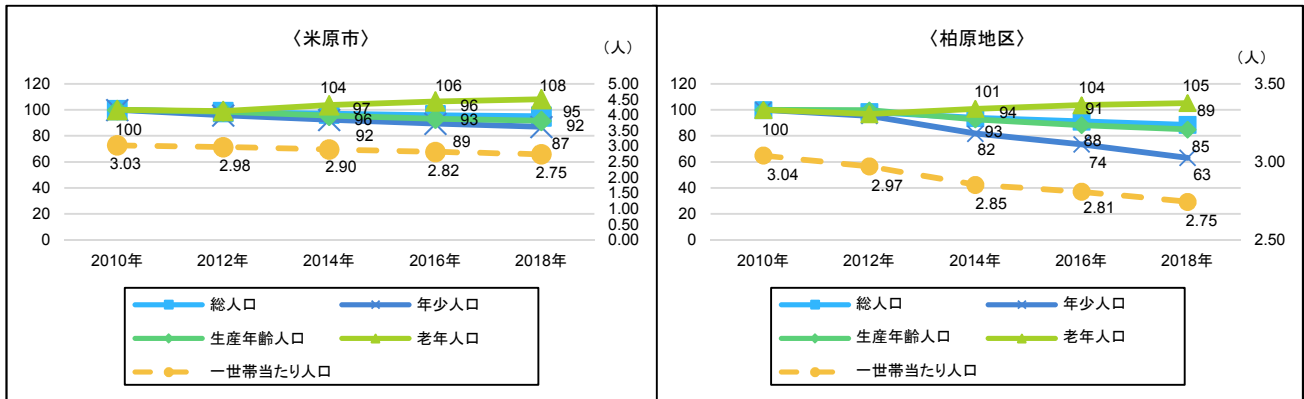 〈米原市〉
(人)
120
100
80
60
40
20
0
5.00
4.50
4.00
3.50
3.00
2.50
2.00
1.50
1.00
0.50
0.00
104
106
108
97
96
95
96
93
92
100
92
89
87
3.03
2.98
2.90
2.82
2.75
2010年
2012年
2014年
2016年
2018年
総人口
年少人口
生産年齢人口
老年人口
一世帯当たり人口
〈柏原地区〉
(人)
120
100
80
60
40
20
0
3.50
3.00
2.50
101
104
105
94
91
89
100
93
88
85
82
74
63
3.04
2.97
2.85
2.81
2.75
2010年
2012年
2014年
2016年
2018年
総人口
年少人口
生産年齢人口
老年人口
一世帯当たり人口